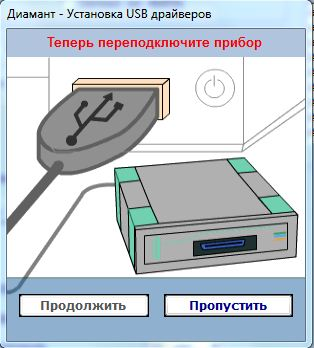 Диамант - Установка USB драйверов
Теперь переподключите прибор
Продолжить
Пропустить